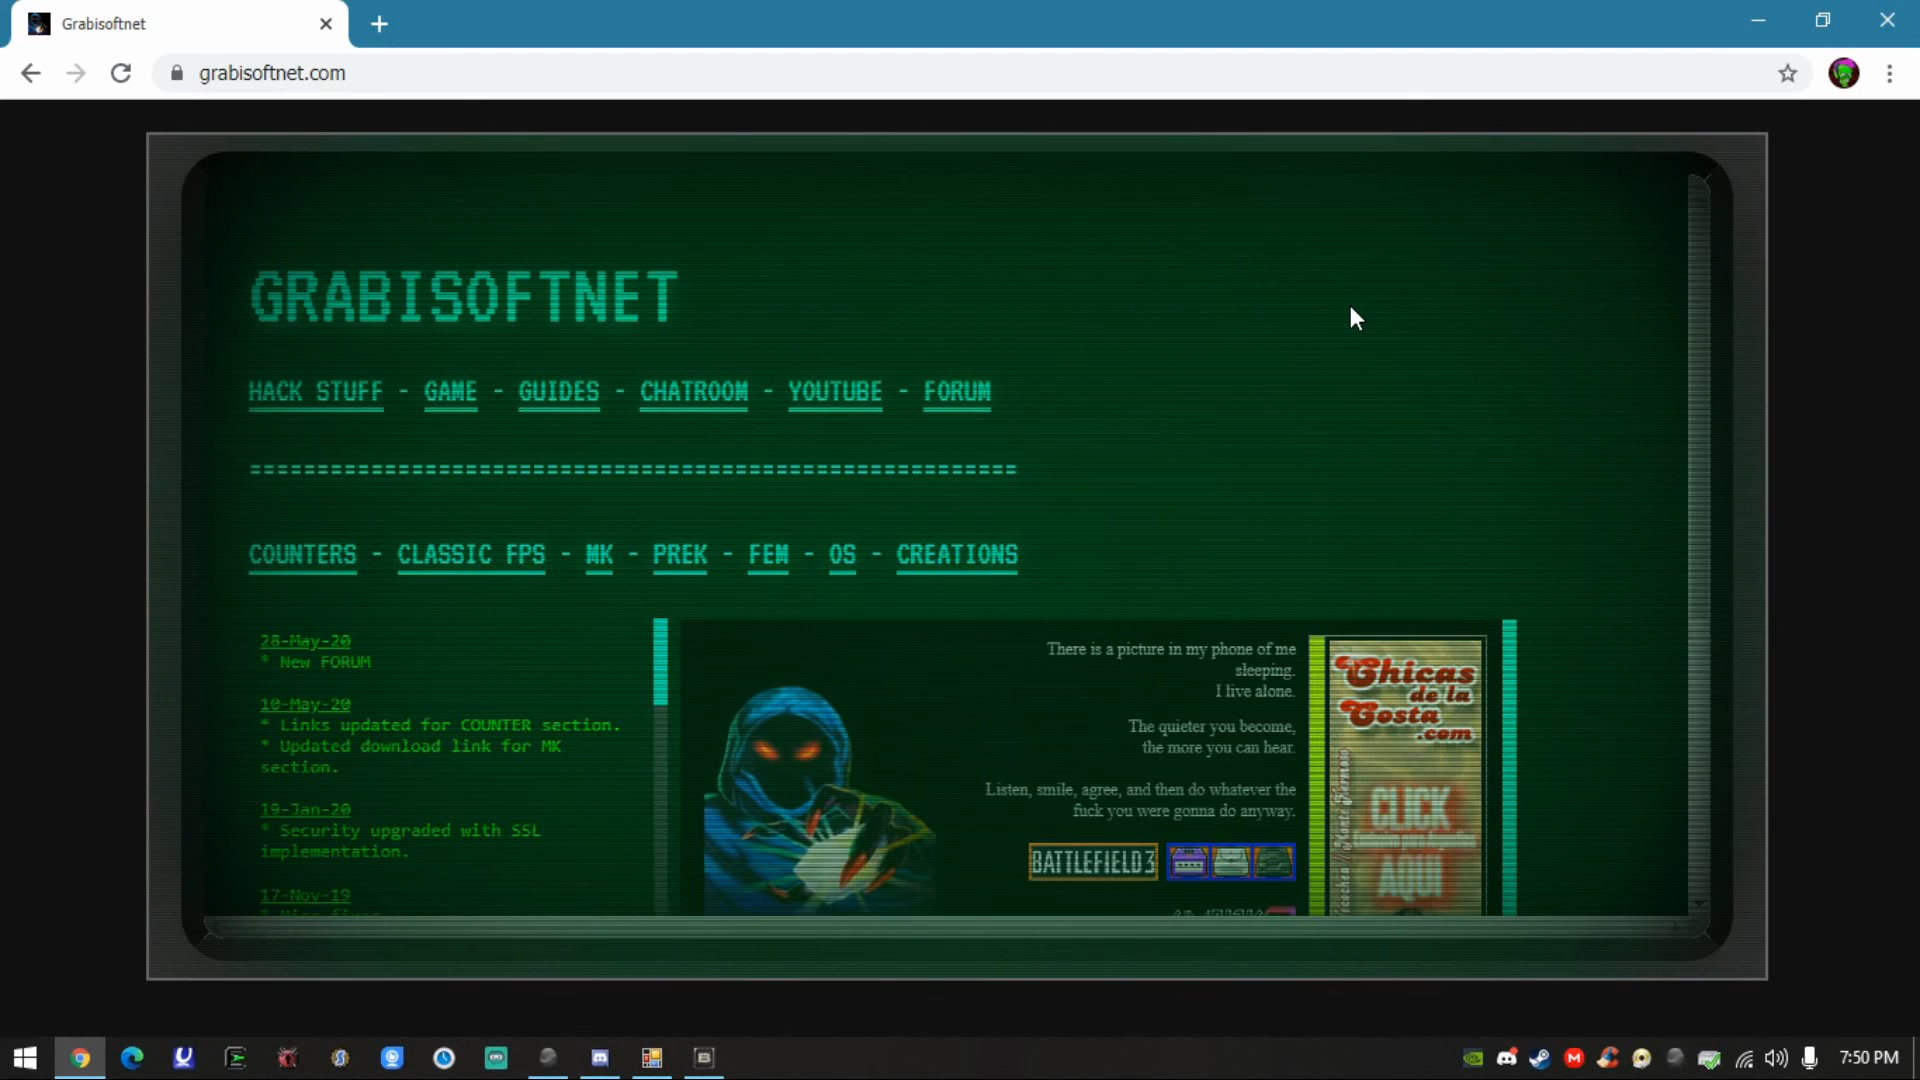 Grabisoftnet
grabisoftnet.com
GRABISOFTNET
HACK STUFF - GAME - GUIDES - CHATROOM - YOUTUBE - FORUM
=========================================================
COUNTERS - CLASSIC FPS - MK - PREK - FEM - OS - CREATIONS
28-May-20
* New FORUM
10-May-20
* Links updated for COUNTER section.
* Updated download link for MK
section.
19-Jan-20
* Security upgraded with SSL
implementation.
17-Nov-19
There is a picture in my phone of me
sleeping.
I live alone.
The quieter you become,
the more you can hear.
Listen, smile, agree, and then do whatever the
fuck you were gonna do anyway.
BATTLEFIELD 3
Chicas
de la
Costa
.com
CLICK
AQUI
7:50 PM